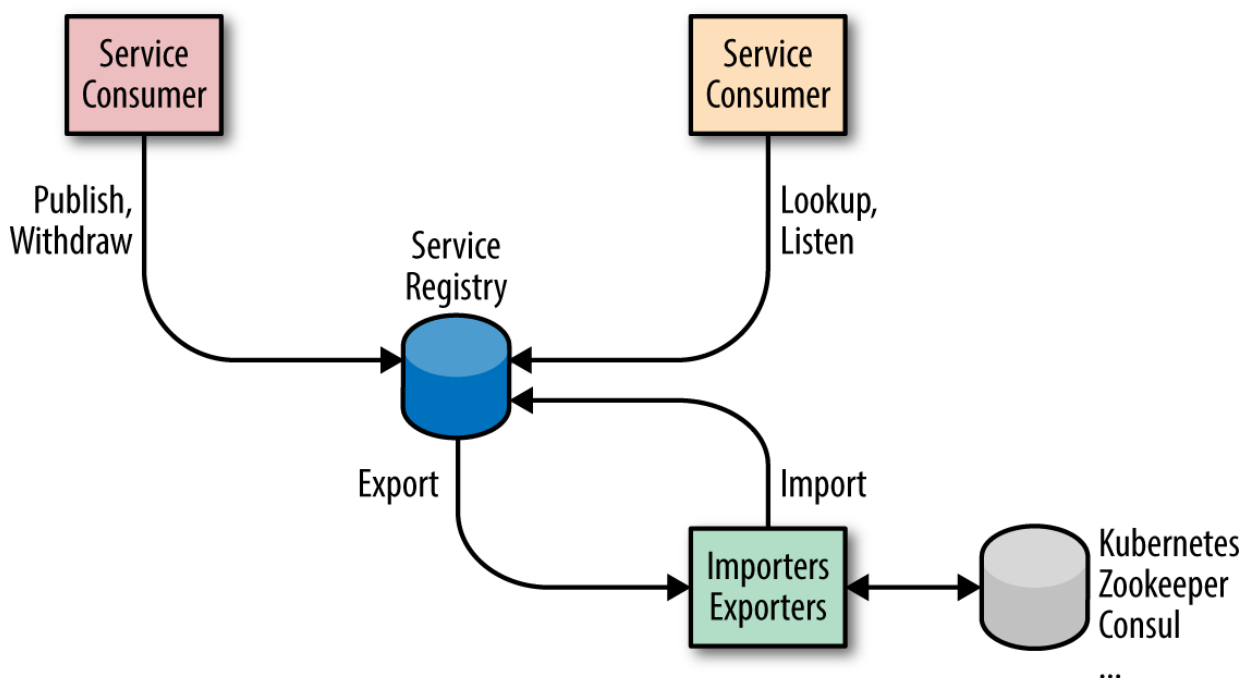 Service
Consumer
Service
Consumer
Publish,
Withdraw
Lookup,
Listen
Service
Registry
Export
Import
Importers
Exporters
Kubernetes
Zookeeper
Consul
...